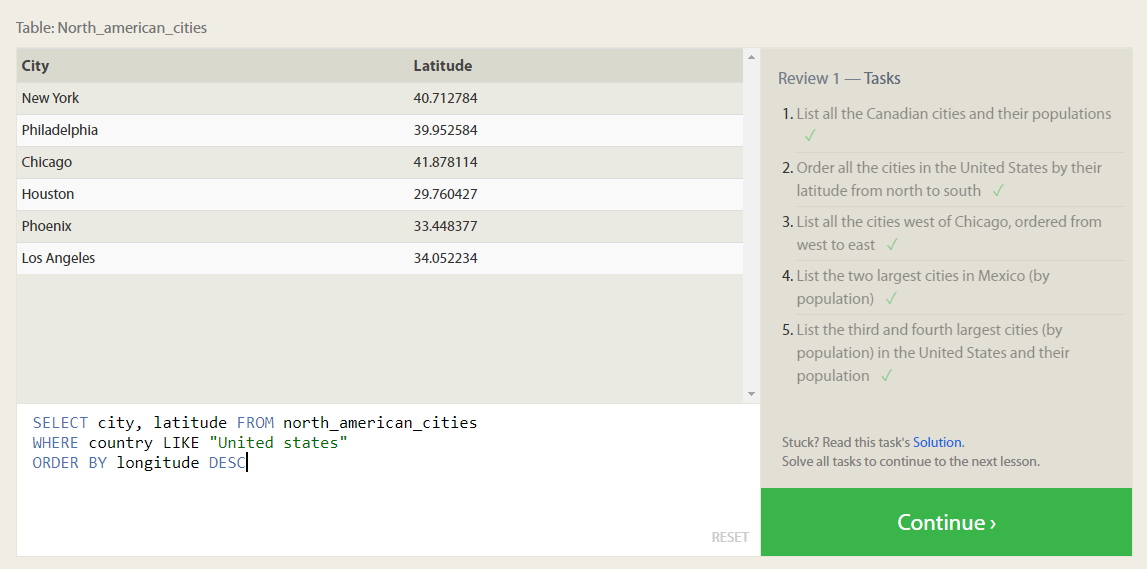 Table: North_american_cities
City Latitude
New York 40.712784
Philadelphia 39.952584
Chicago 41.878114
Houston 29.760427
Phoenix 33.448377
Los Angeles 34.052234
SELECT city, latitude FROM north_american_cities
WHERE country LIKE "United states"
ORDER BY longitude DESC
RESET
Review 1 — Tasks
1. List all the Canadian cities and their populations
✓
2. Order all the cities in the United States by their
latitude from north to south ✓
3. List all the cities west of Chicago, ordered from
west to east ✓
4. List the two largest cities in Mexico (by
population) ✓
5. List the third and fourth largest cities (by
population) in the United States and their
population ✓
Stuck? Read this task's Solution.
Solve all tasks to continue to the next lesson.
Continue ›